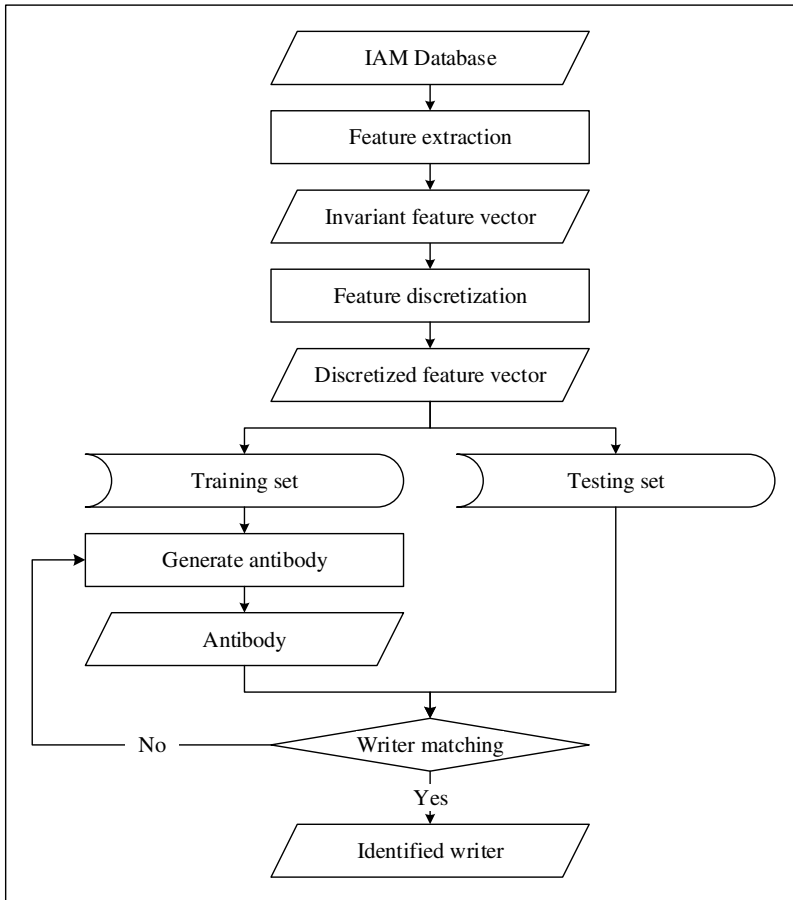 IAM Database
Feature extraction
Invariant feature vector
Feature discretization
Discretized feature vector
Training set
Testing set
Generate antibody
Antibody
No
Writer matching
Yes
Identified writer